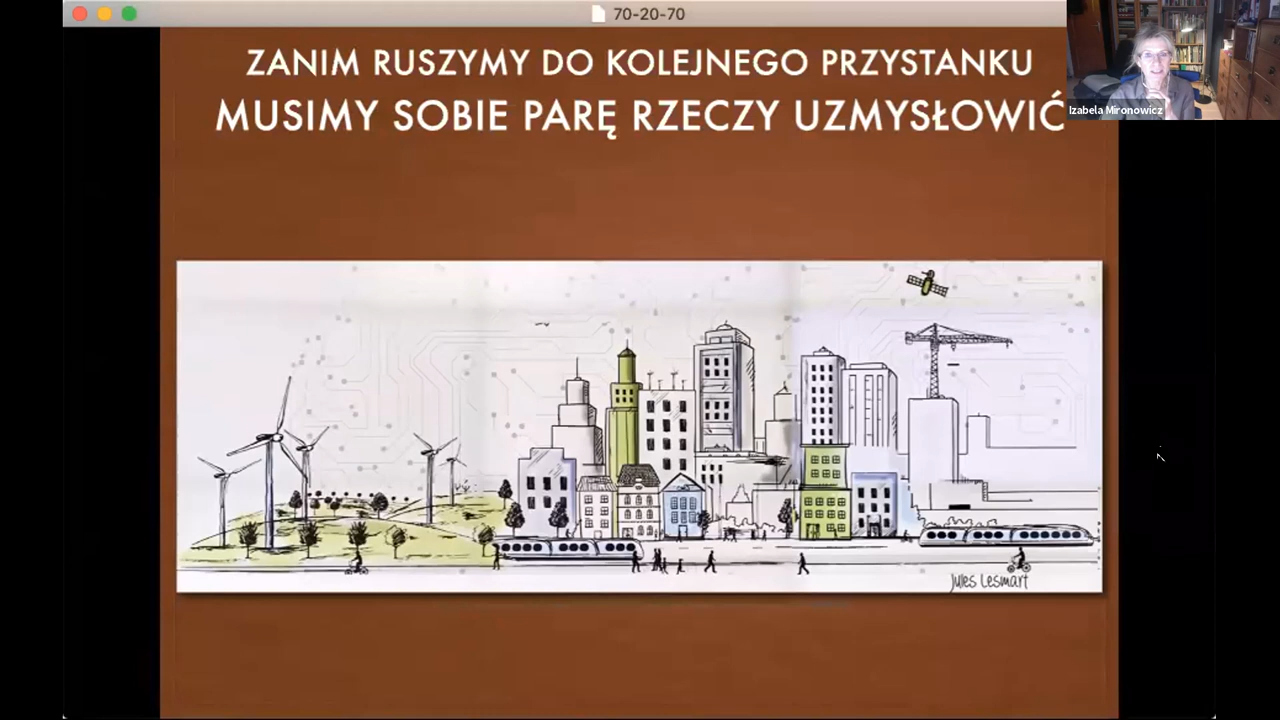 70-20-70
ZANIM RUSZYMY DO KOLEJNEGO PRZYSTANKU
MUSIMY SOBIE PARĘ RZECZY UZMYSŁOWIĆ
Izabela Mironowicz
Jules Lesmart